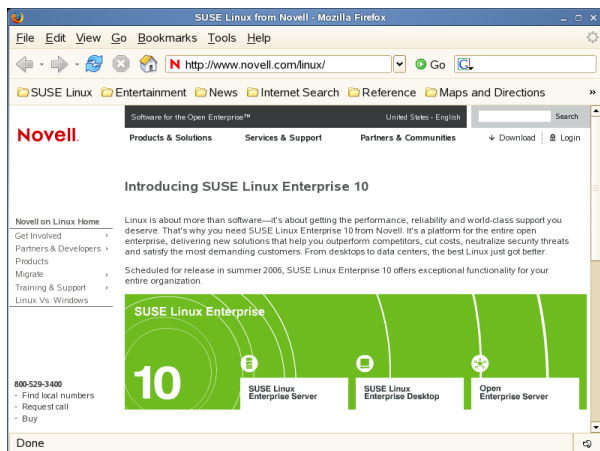 SUSE Linux from Novell - Mozilla Firefox
File Edit View Go Bookmarks Tools Help
N http://www.novell.com/linux/ Go G
SUSE Linux Entertainment News Internet Search Reference Maps and Directions »
Novell.
Software for the Open Enterprise™ United States - English Search
Products & Solutions Services & Support Partners & Communities Download Login
Introducing SUSE Linux Enterprise 10
Novell on Linux Home
Get Involved
Partners & Developers
Products
Migrate
Training & Support
Linux Vs. Windows
Linux is about more than software—it's about getting the performance, reliability and world-class support you
deserve. That's why you need SUSE Linux Enterprise 10 from Novell. It's a platform for the entire open
enterprise, delivering new solutions that help you outperform competitors, cut costs, neutralize security threats
and satisfy the most demanding customers. From desktops to data centers, the best Linux just got better.
Scheduled for release in summer 2006, SUSE Linux Enterprise 10 offers exceptional functionality for your
entire organization.
SUSE Linux Enterprise
10
SUSE Linux
Enterprise Server
SUSE Linux
Enterprise Desktop
Open
Enterprise Server
800-529-3400
- Find local numbers
- Request call
- Buy
Done